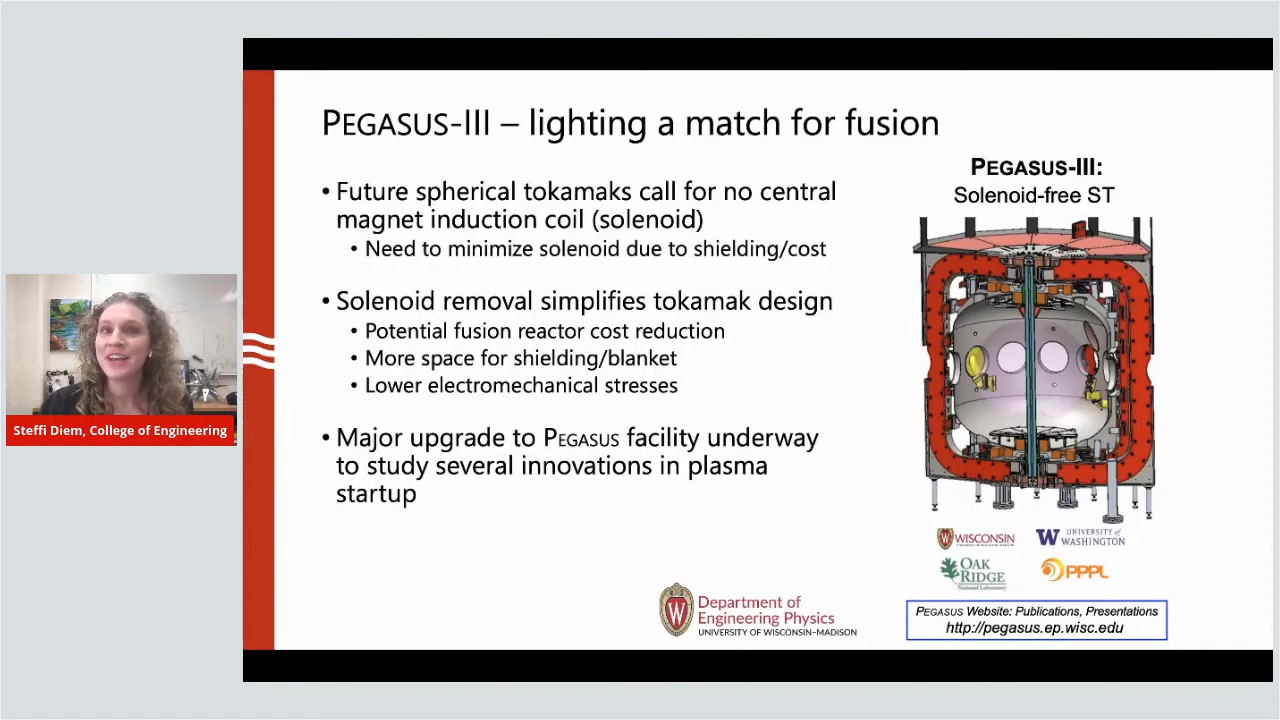 PEGASUS-III – lighting a match for fusion
• Future spherical tokamaks call for no central
magnet induction coil (solenoid)
• Need to minimize solenoid due to shielding/cost
• Solenoid removal simplifies tokamak design
• Potential fusion reactor cost reduction
• More space for shielding/blanket
• Lower electromechanical stresses
• Major upgrade to PEGASUS facility underway
to study several innovations in plasma
startup
PEGASUS-III:
Solenoid-free ST
WISCONSIN
W UNIVERSITY of
WASHINGTON
OAK
RIDGE
National Laboratory
PPPL
PEGASUS Website: Publications, Presentations
http://pegasus.ep.wisc.edu
W
Department of
Engineering Physics
UNIVERSITY OF WISCONSIN–MADISON
Steffi Diem, College of Engineering